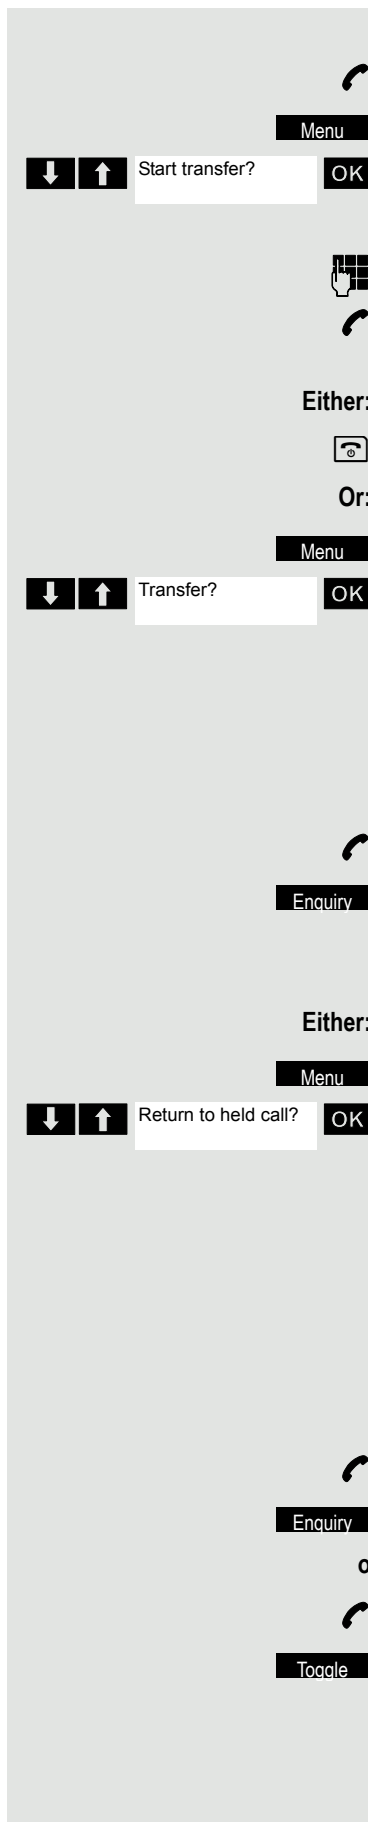 Menu
Start transfer? OK
Either:
Or:
Menu
Transfer? OK
Enquiry
Either:
Menu
Return to held call? OK
Enquiry
o
Toggle